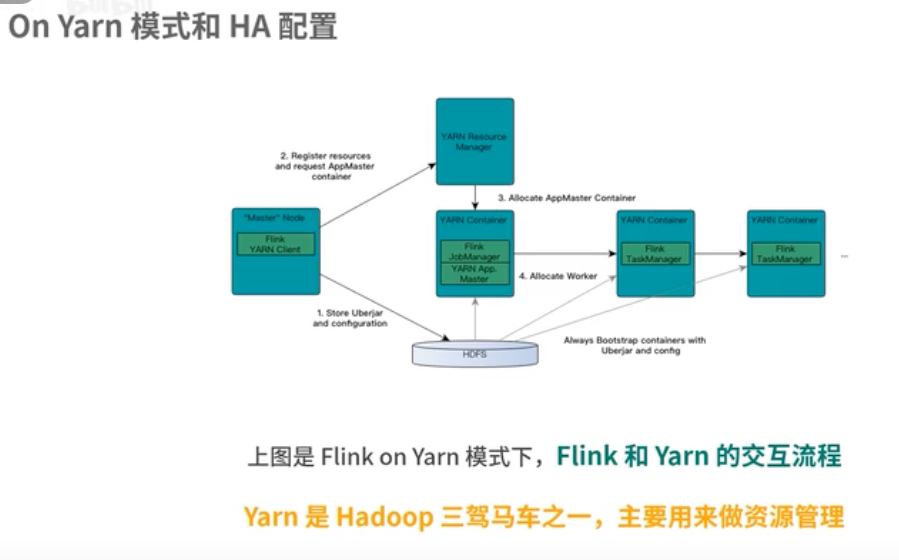 On Yarn 模式和 HA 配置
YARN Resource
Manager
2. Register resources
and request AppMaster
container
3. Allocate AppMaster Container
"Master" Node
Flink
YARN Client
YARN Container
Flink
JobManager
YARN App.
Master
YARN Container
Flink
TaskManager
YARN Container
Flink
TaskManager
...
4. Allocate Worker
1. Store Uberjar
and configuration
HDFS
Always Bootstrap containers with
Uberjar and config
上图是 Flink on Yarn 模式下，Flink 和 Yarn 的交互流程
Yarn 是 Hadoop 三驾马车之一，主要用来做资源管理